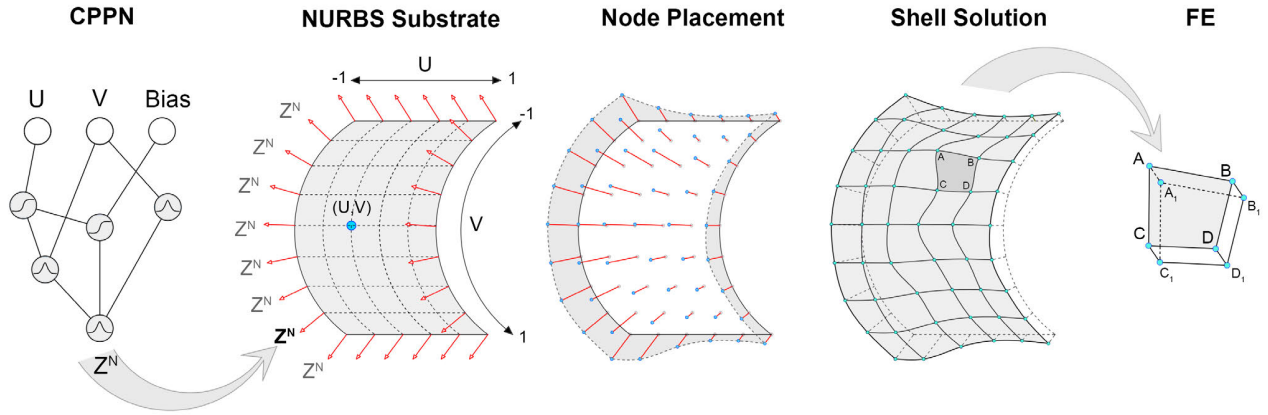 CPPN
NURBS Substrate
Node Placement
Shell Solution
FE
U V Bias
Z^N
U
-1 1
-1
V
1
(U,V)
Z^N
Z^N
Z^N
Z^N
Z^N
Z^N
Z^N
Z^N
A B
C D
A
B
A₁
B₁
C
D
C₁
D₁